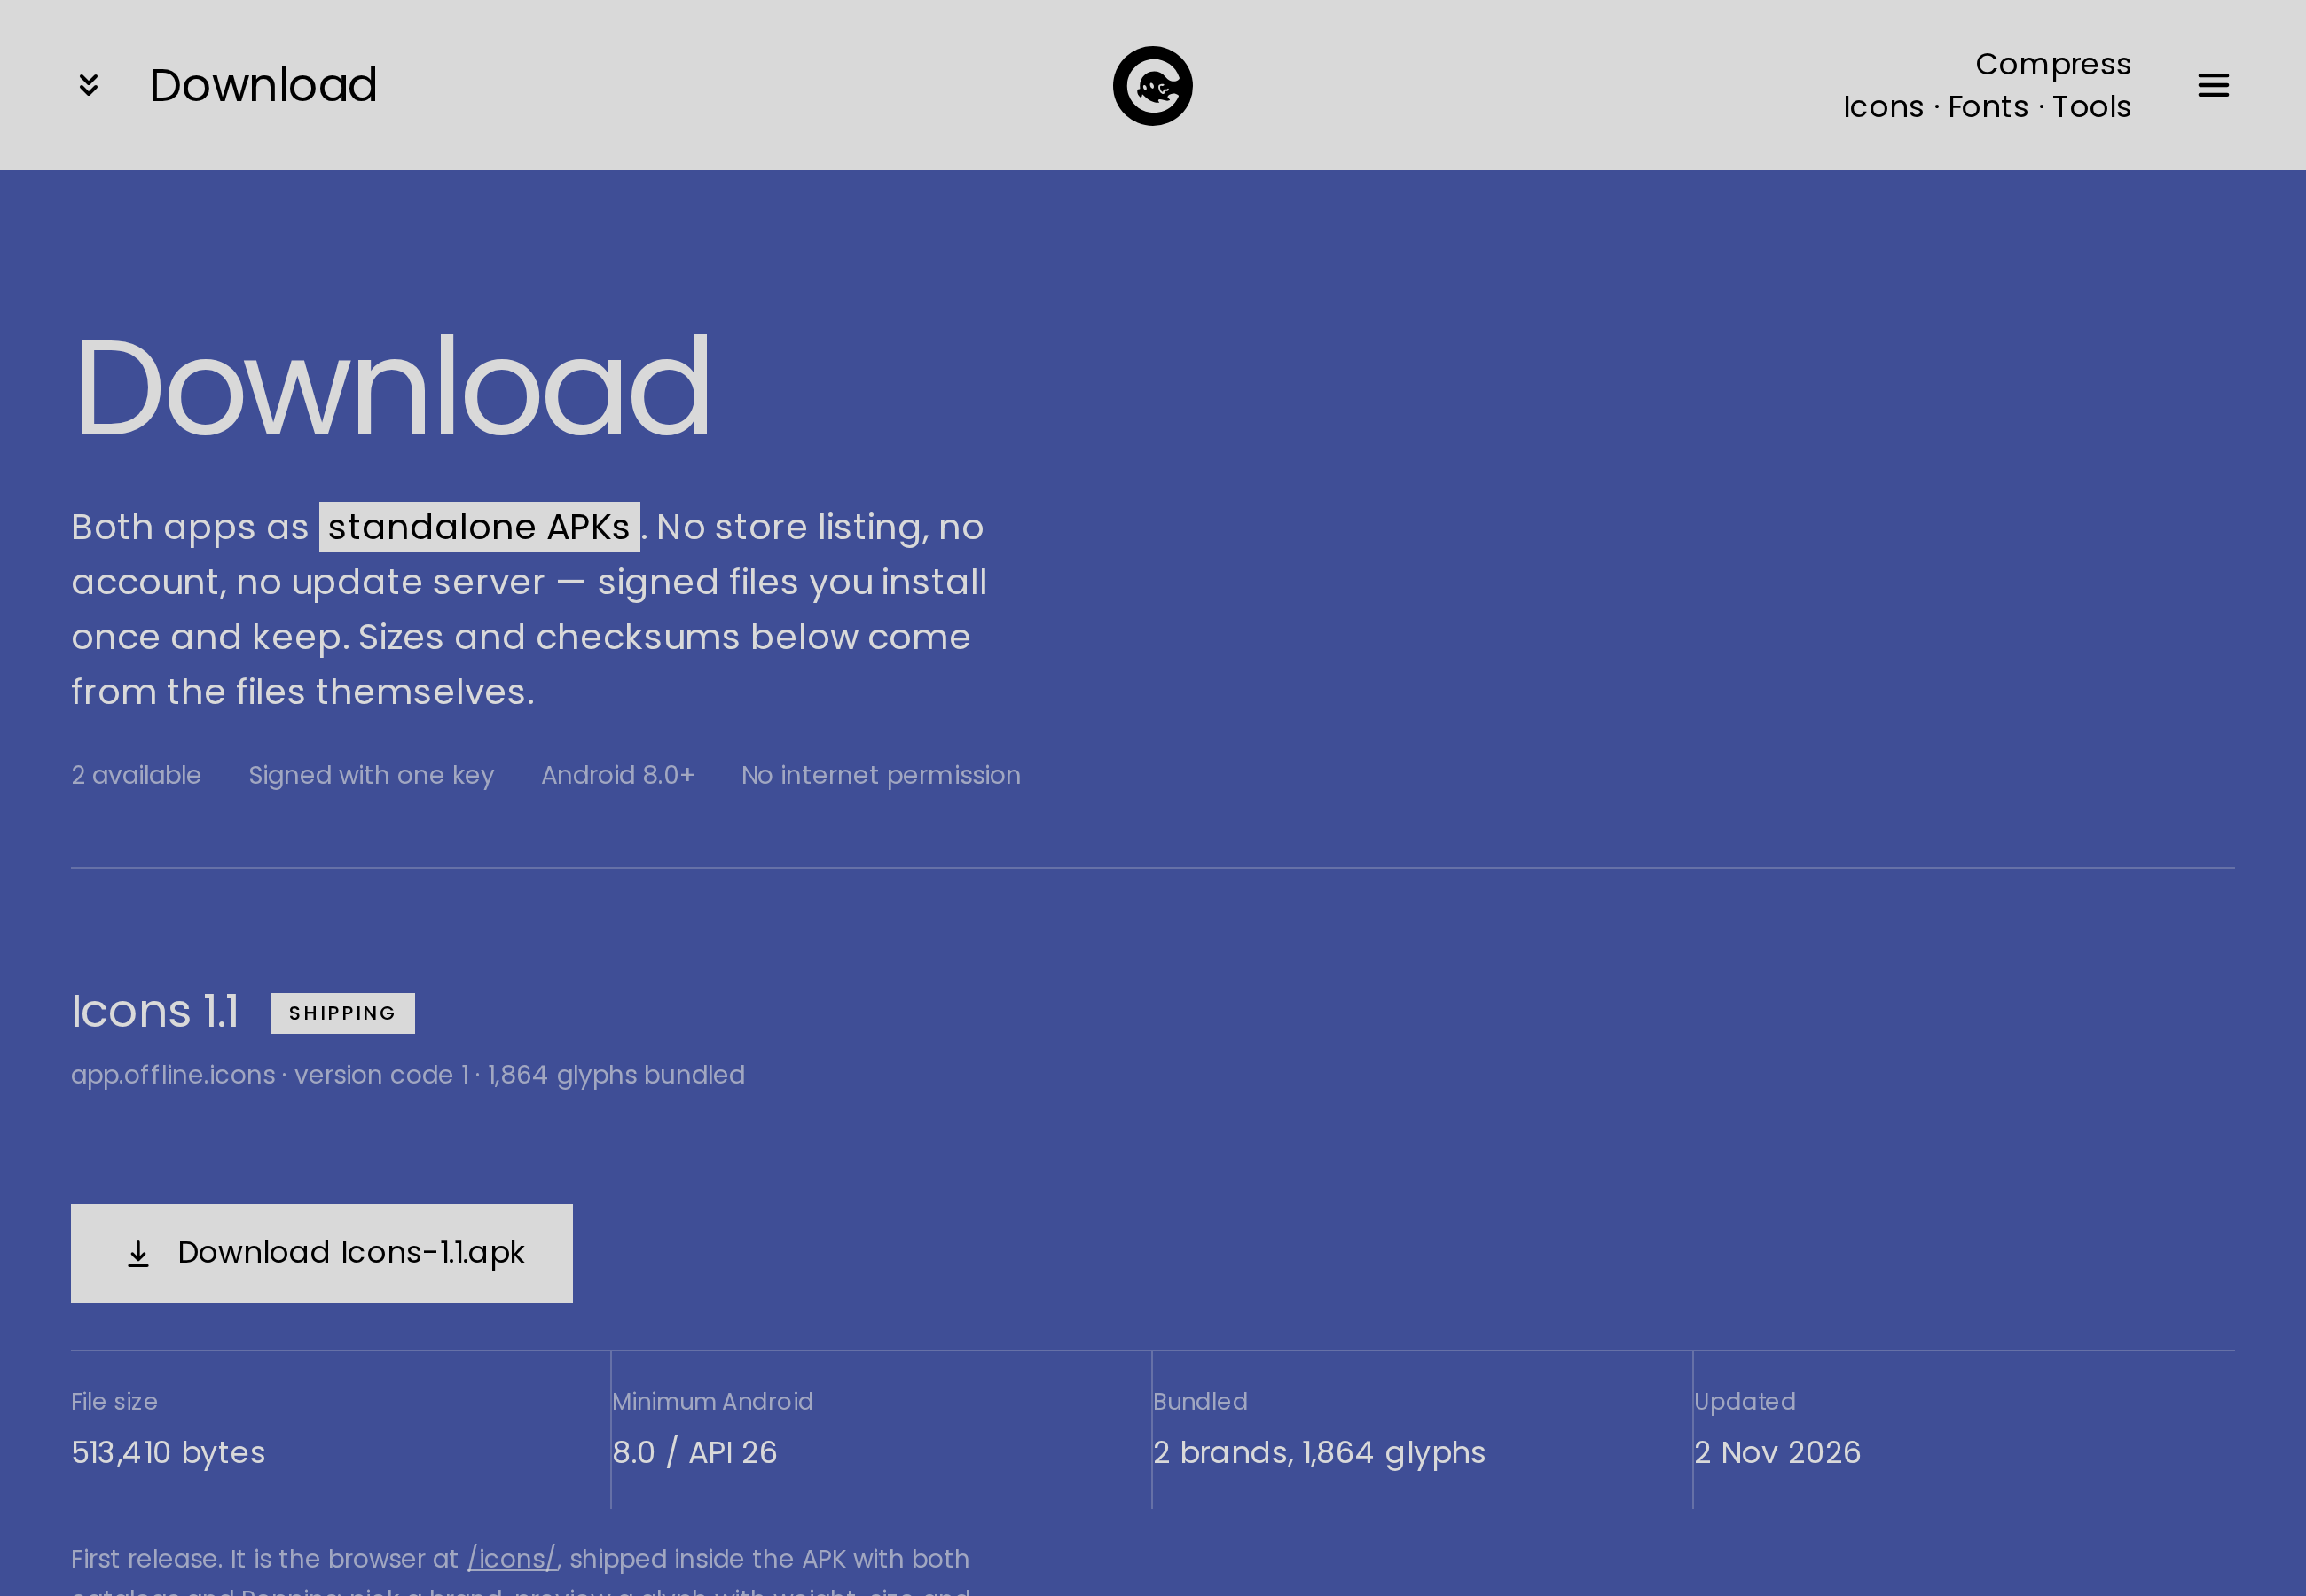 Download
Compress
Icons · Fonts · Tools
Download
Both apps as standalone APKs. No store listing, no
account, no update server — signed files you install
once and keep. Sizes and checksums below come
from the files themselves.
2 available Signed with one key Android 8.0+ No internet permission
Icons 1.1 SHIPPING
app.offline.icons · version code 1 · 1,864 glyphs bundled
Download Icons-1.1.apk
File size Minimum Android Bundled Updated
513,410 bytes 8.0 / API 26 2 brands, 1,864 glyphs 2 Nov 2026
First release. It is the browser at /icons/, shipped inside the APK with both